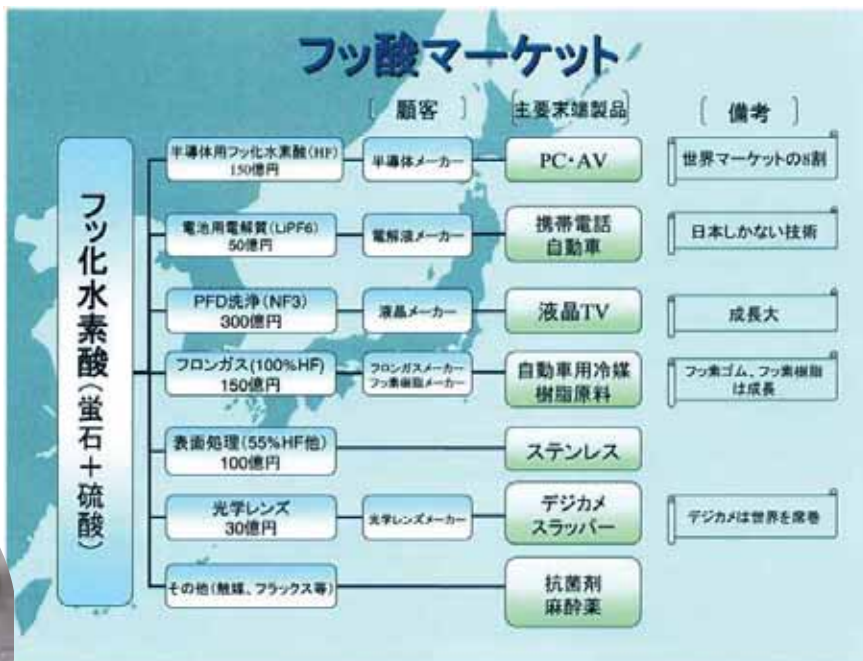 フッ酸マーケット
［ 顧客 ］ ［主要末端製品］ ［ 備考 ］
フッ化水素酸（蛍石＋硫酸）
半導体用フッ化水素酸（HF）
150億円
半導体メーカー
PC・AV
世界マーケットの8割
電池用電解質（LiPF6）
50億円
電解液メーカー
携帯電話
自動車
日本しかない技術
PFD洗浄（NF3）
300億円
液晶メーカー
液晶TV
成長大
フロンガス(100%HF)
150億円
フロンガスメーカー
フッ素樹脂メーカー
自動車用冷媒
樹脂原料
フッ素ゴム、フッ素樹脂
は成長
表面処理（55%HF他）
100億円
ステンレス
光学レンズ
30億円
光学レンズメーカー
デジカメ
スラッパー
デジカメは世界を席巻
その他（触媒、フラックス等）
抗菌剤
麻酔薬